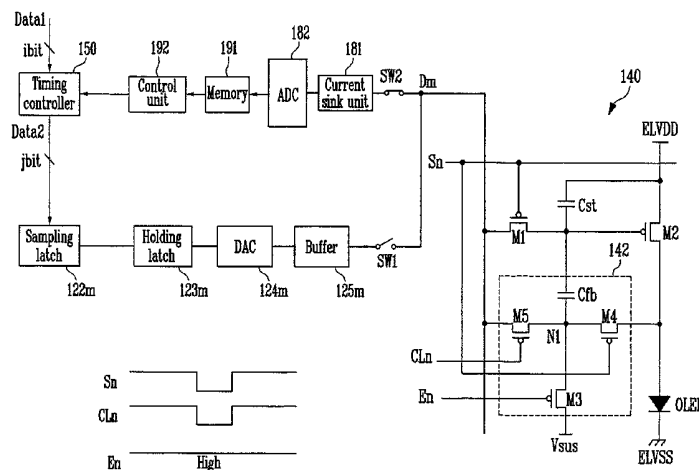 Data1
ibit
150
192
191
182
181
SW2
Dm
140
Timing
controller
Control
unit
Memory
ADC
Current
sink unit
ELVDD
Data2
Sn
jbit
Cst
M1
M2
142
Sampling
latch
Holding
latch
DAC
Buffer
SW1
122m
123m
124m
125m
Cfb
M5
M4
N1
CLn
En
M3
OLED
Vsus
ELVSS
Sn
CLn
En
High